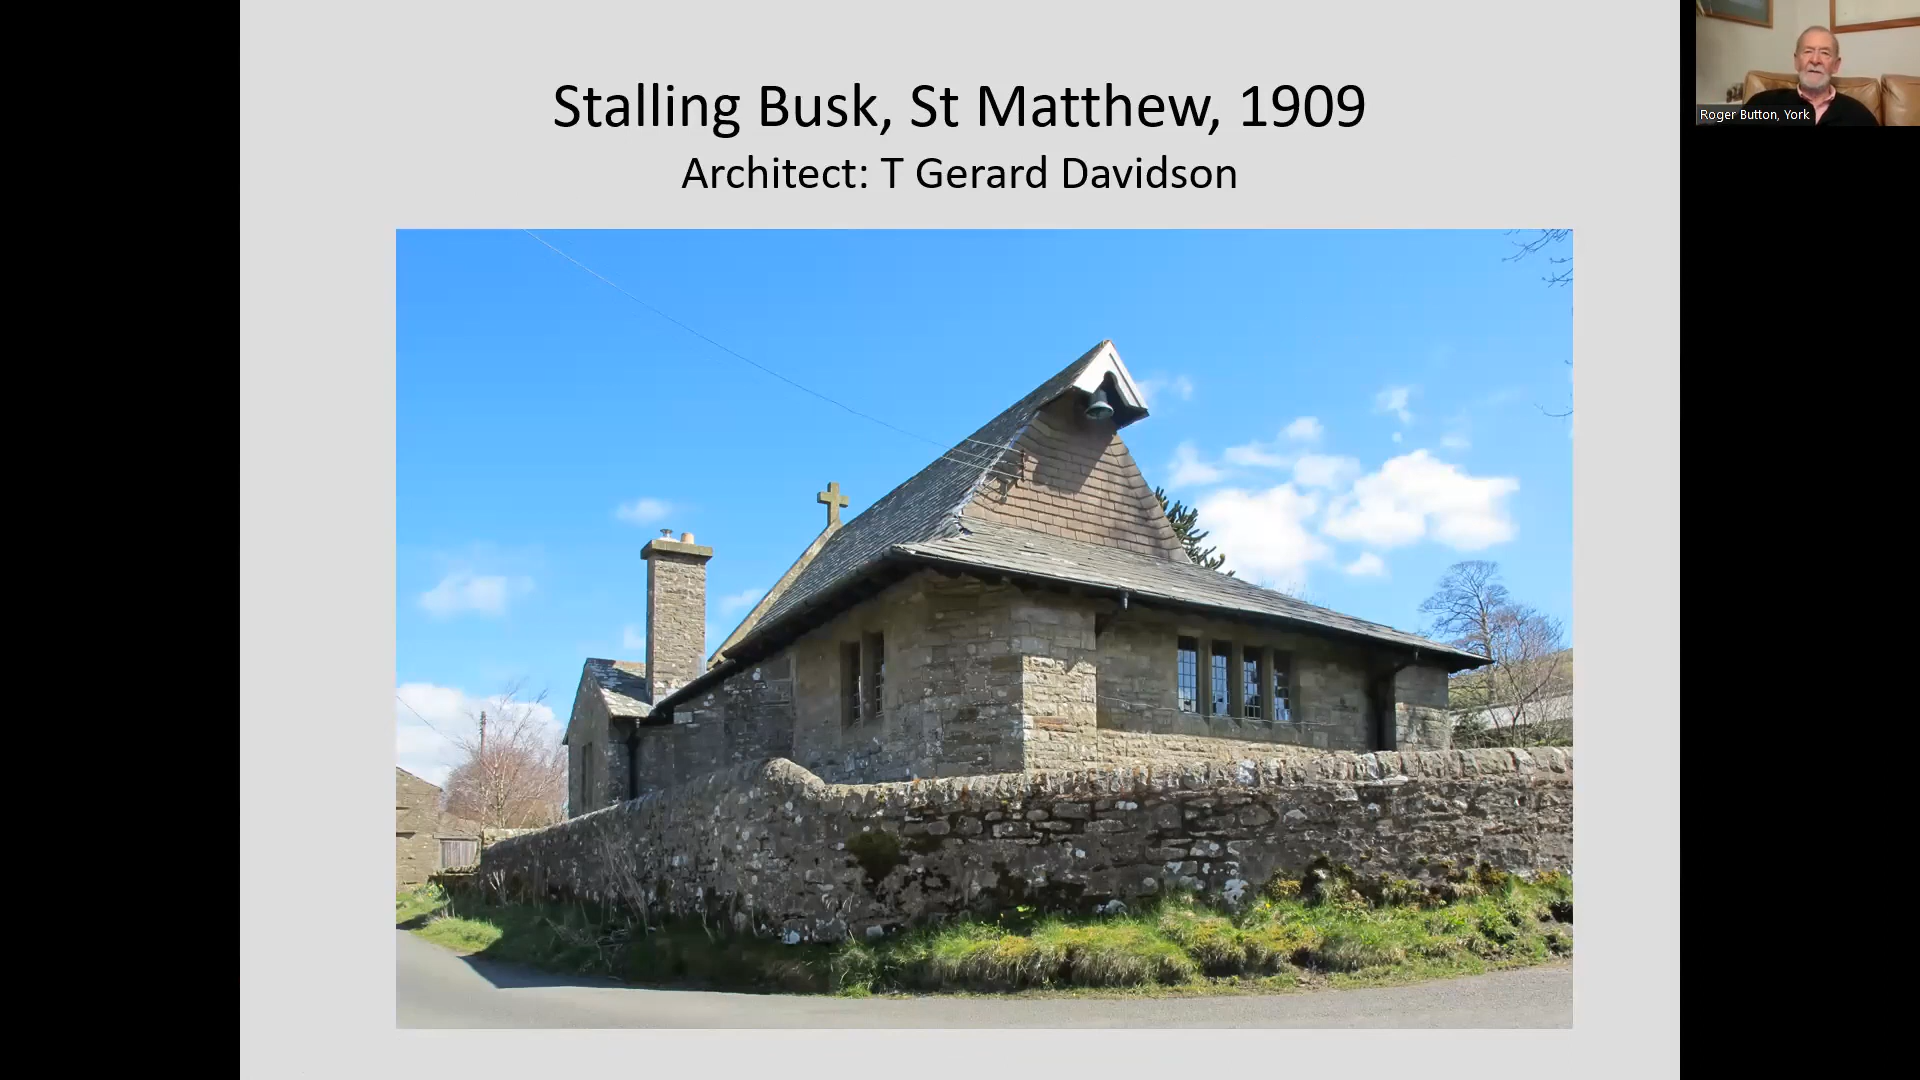 Stalling Busk, St Matthew, 1909
Architect: T Gerard Davidson
Roger Button, York